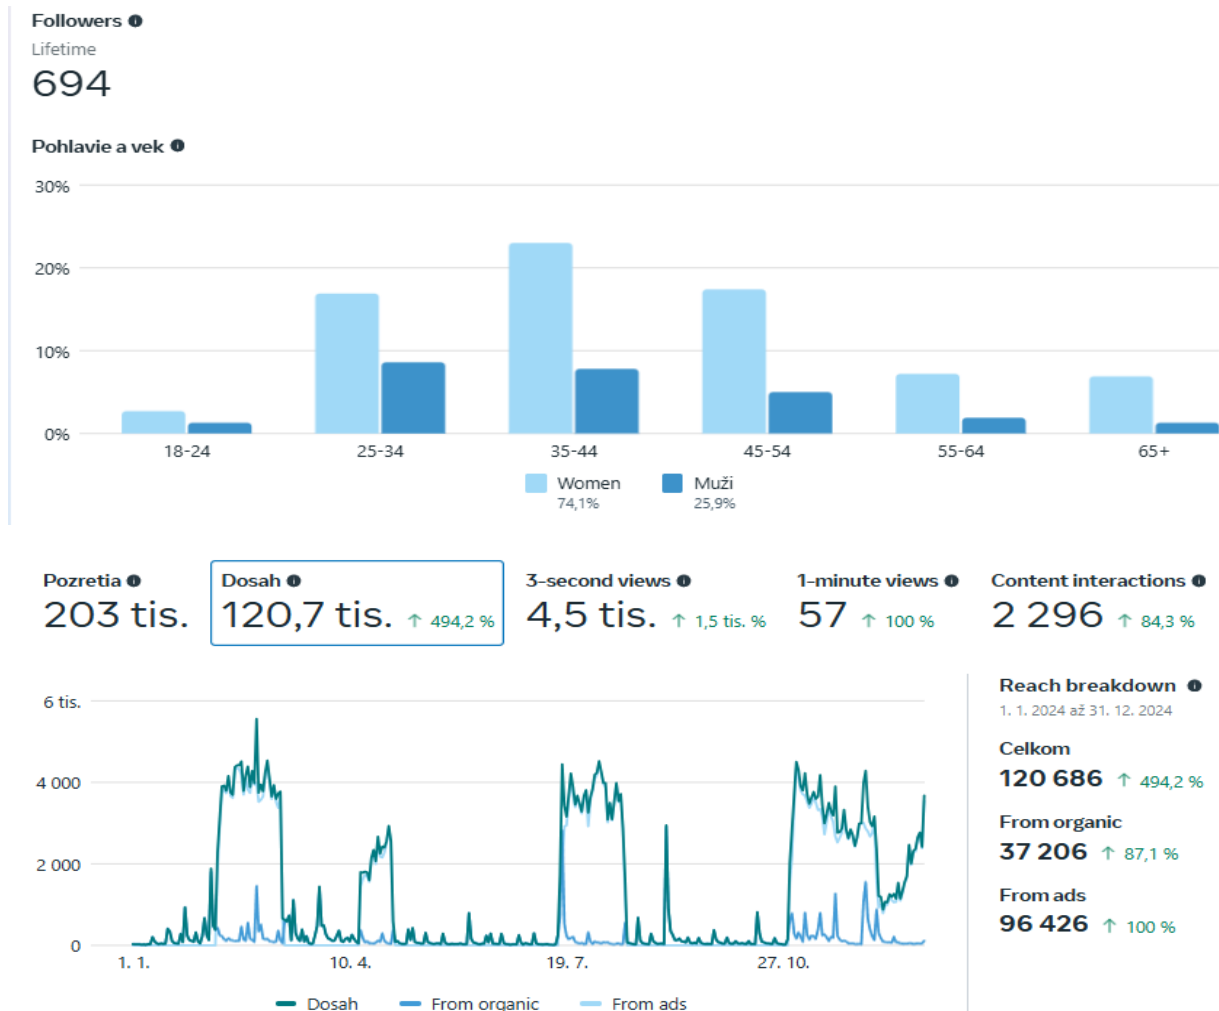 Followers
Lifetime
694
Pohlavie a vek
30%
20%
10%
0%
18-24 25-34 35-44 45-54 55-64 65+
Women Muži
74,1% 25,9%
Pozretia Dosah 3-second views 1-minute views Content interactions
203 tis. 120,7 tis. ↑ 494,2 % 4,5 tis. ↑ 1,5 tis. % 57 ↑ 100 % 2 296 ↑ 84,3 %
6 tis.
4 000
2 000
0
1. 1. 10. 4. 19. 7. 27. 10.
Dosah From organic From ads
Reach breakdown
1. 1. 2024 až 31. 12. 2024
Celkom
120 686 ↑ 494,2 %
From organic
37 206 ↑ 87,1 %
From ads
96 426 ↑ 100 %